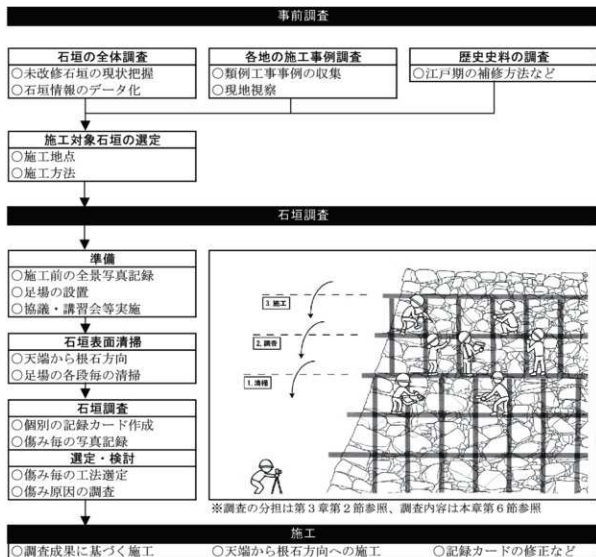 事前調査
石垣の全体調査
○未改修石垣の現状把握
○石垣情報のデータ化
各地の施工事例調査
○類例工事事例の収集
○現地視察
歴史史料の調査
○江戸期の補修方法など
施工対象石垣の選定
○施工地点
○施工方法
石垣調査
準備
○施工前の全景写真記録
○足場の設置
○協議・講習会等実施
石垣表面清掃
○天端から根石方向
○足場の各段毎の清掃
石垣調査
○個別の記録カード作成
○傷み毎の写真記録
選定・検討
○傷み毎の工法選定
○傷み原因の調査
3. 施工
2. 調査
1. 清掃
※調査の分担は第3章第2節参照、調査内容は本章第6節参照
施工
○調査成果に基づく施工 ○天端から根石方向への施工 ○記録カードの修正など